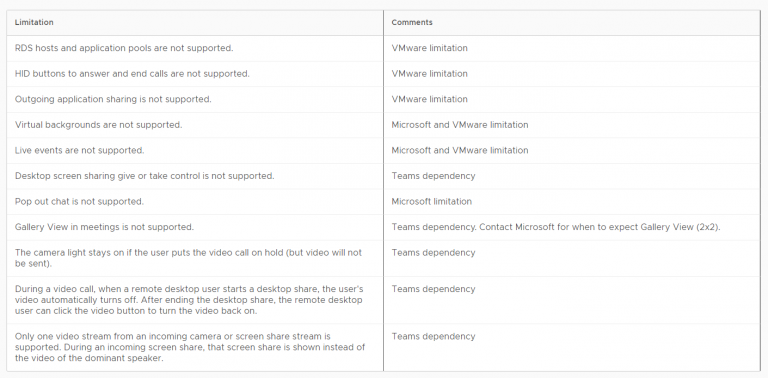 Limitation Comments
RDS hosts and application pools are not supported. VMware limitation
HID buttons to answer and end calls are not supported. VMware limitation
Outgoing application sharing is not supported. VMware limitation
Virtual backgrounds are not supported. Microsoft and VMware limitation
Live events are not supported. Microsoft and VMware limitation
Desktop screen sharing give or take control is not supported. Teams dependency
Pop out chat is not supported. Microsoft limitation
Gallery View in meetings is not supported. Teams dependency. Contact Microsoft for when to expect Gallery View (2x2).
The camera light stays on if the user puts the video call on hold (but video will not Teams dependency
be sent).
During a video call, when a remote desktop user starts a desktop share, the user's Teams dependency
video automatically turns off. After ending the desktop share, the remote desktop
user can click the video button to turn the video back on.
Only one video stream from an incoming camera or screen share stream is Teams dependency
supported. During an incoming screen share, that screen share is shown instead of
the video of the dominant speaker.